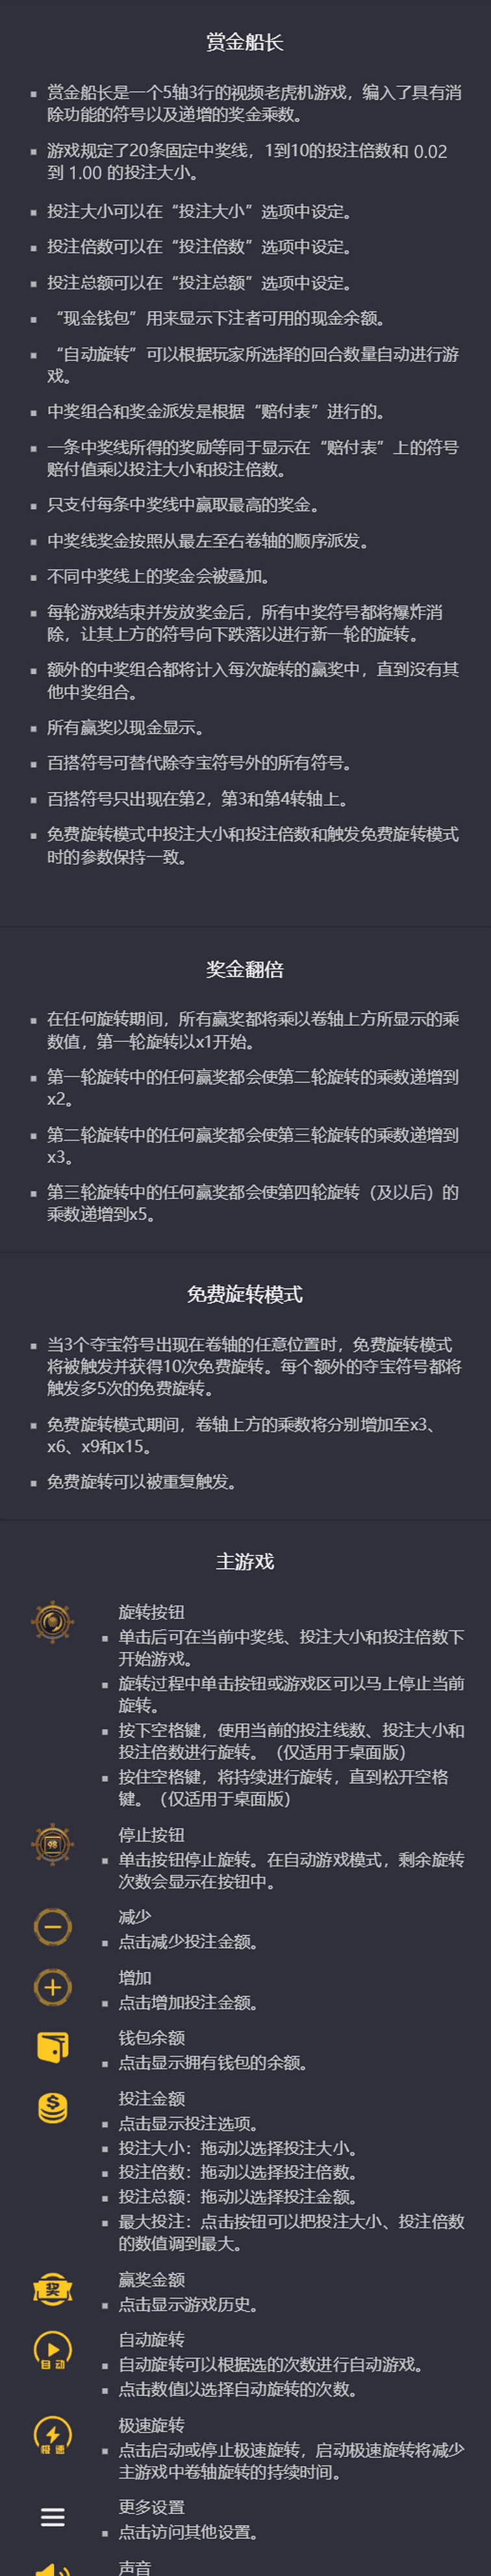 赏金船长
赏金船长是一个5轴3行的视频老虎机游戏，编入了具有消
除功能的符号以及递增的奖金乘数。
游戏规定了20条固定中奖线，1到10的投注倍数和 0.02
到 1.00 的投注大小。
投注大小可以在“投注大小”选项中设定。
投注倍数可以在“投注倍数”选项中设定。
投注总额可以在“投注总额”选项中设定。
“现金钱包”用来显示下注者可用的现金余额。
“自动旋转”可以根据玩家所选择的回合数量自动进行游
戏。
中奖组合和奖金派发是根据“赔付表”进行的。
一条中奖线所得的奖励等同于显示在“赔付表”上的符号
赔付值乘以投注大小和投注倍数。
只支付每条中奖线中赢取最高的奖金。
中奖线奖金按照从最左至右卷轴的顺序派发。
不同中奖线上的奖金会被叠加。
每轮游戏结束并发放奖金后，所有中奖符号都将爆炸消
除，让其上方的符号向下跌落以进行新一轮的旋转。
额外的中奖组合都将计入每次旋转的赢奖中，直到没有其
他中奖组合。
所有赢奖以现金显示。
百搭符号可替代除夺宝符号外的所有符号。
百搭符号只出现在第2，第3和第4转轴上。
免费旋转模式中投注大小和投注倍数和触发免费旋转模式
时的参数保持一致。
奖金翻倍
在任何旋转期间，所有赢奖都将乘以卷轴上方所显示的乘
数值，第一轮旋转以x1开始。
第一轮旋转中的任何赢奖都会使第二轮旋转的乘数递增到
x2。
第二轮旋转中的任何赢奖都会使第三轮旋转的乘数递增到
x3。
第三轮旋转中的任何赢奖都会使第四轮旋转（及以后）的
乘数递增到x5。
免费旋转模式
当3个夺宝符号出现在卷轴的任意位置时，免费旋转模式
将被触发并获得10次免费旋转。每个额外的夺宝符号都将
触发多5次的免费旋转。
免费旋转模式期间，卷轴上方的乘数将分别增加至x3、
x6、x9和x15。
免费旋转可以被重复触发。
主游戏
旋转按钮
单击后可在当前中奖线、投注大小和投注倍数下
开始游戏。
旋转过程中单击按钮或游戏区可以马上停止当前
旋转。
按下空格键，使用当前的投注线数、投注大小和
投注倍数进行旋转。（仅适用于桌面版）
按住空格键，将持续进行旋转，直到松开空格
键。（仅适用于桌面版）
停止按钮
单击按钮停止旋转。在自动游戏模式，剩余旋转
次数会显示在按钮中。
减少
点击减少投注金额。
增加
点击增加投注金额。
钱包余额
点击显示拥有钱包的余额。
投注金额
点击显示投注选项。
投注大小：拖动以选择投注大小。
投注倍数：拖动以选择投注倍数。
投注总额：拖动以选择投注金额。
最大投注：点击按钮可以把投注大小、投注倍数
的数值调到最大。
奖
赢奖金额
点击显示游戏历史。
自动
自动旋转
自动旋转可以根据选的次数进行自动游戏。
点击数值以选择自动旋转的次数。
极速
极速旋转
点击启动或停止极速旋转，启动极速旋转将减少
主游戏中卷轴旋转的持续时间。
更多设置
点击访问其他设置。
声音